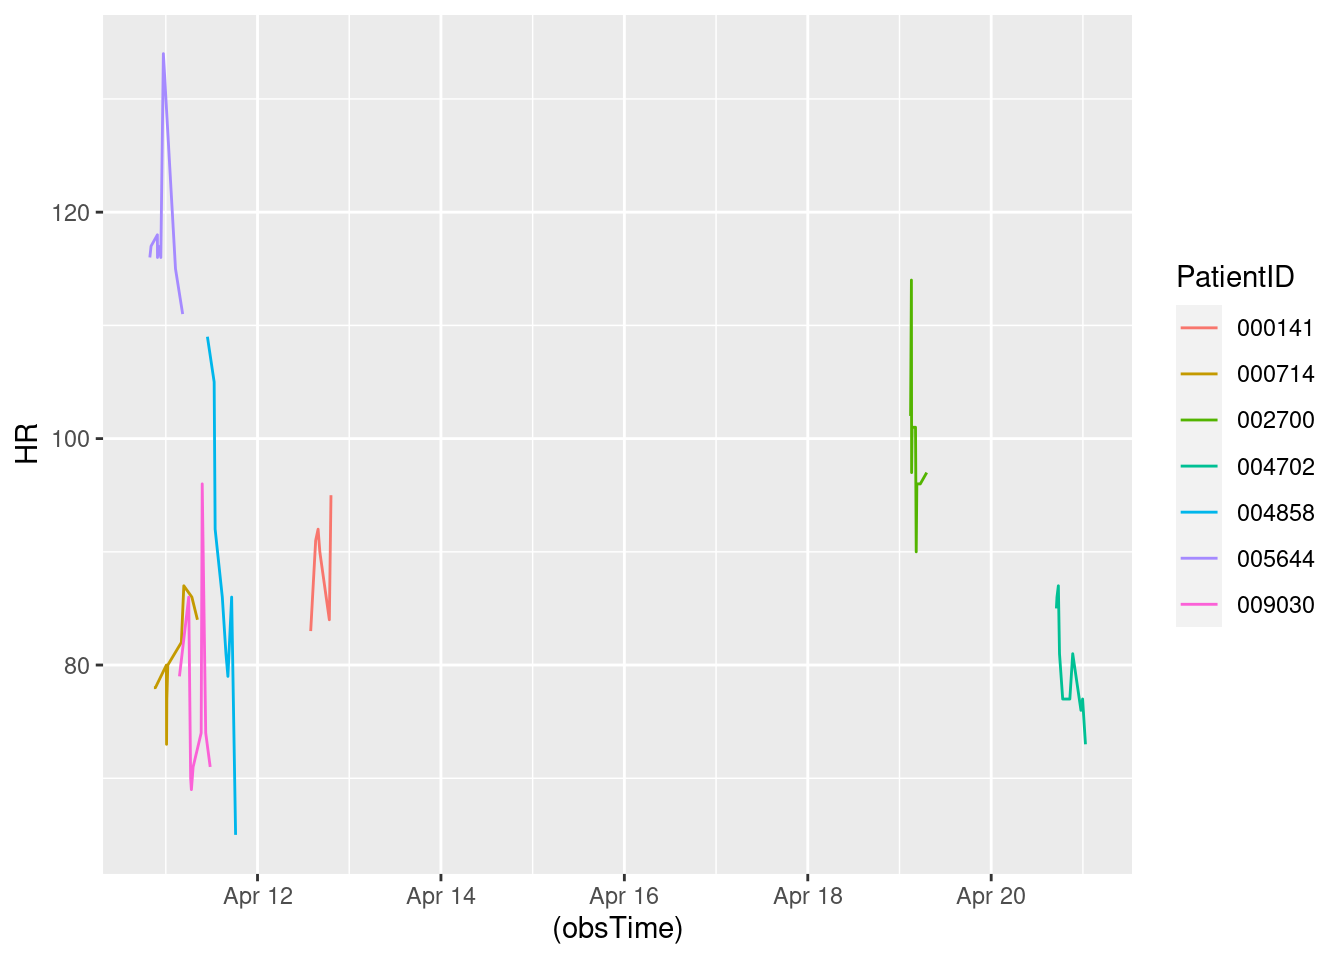 120
100
80
HR
Apr 12
Apr 14
Apr 16
Apr 18
Apr 20
(obsTime)
PatientID
000141
000714
002700
004702
004858
005644
009030